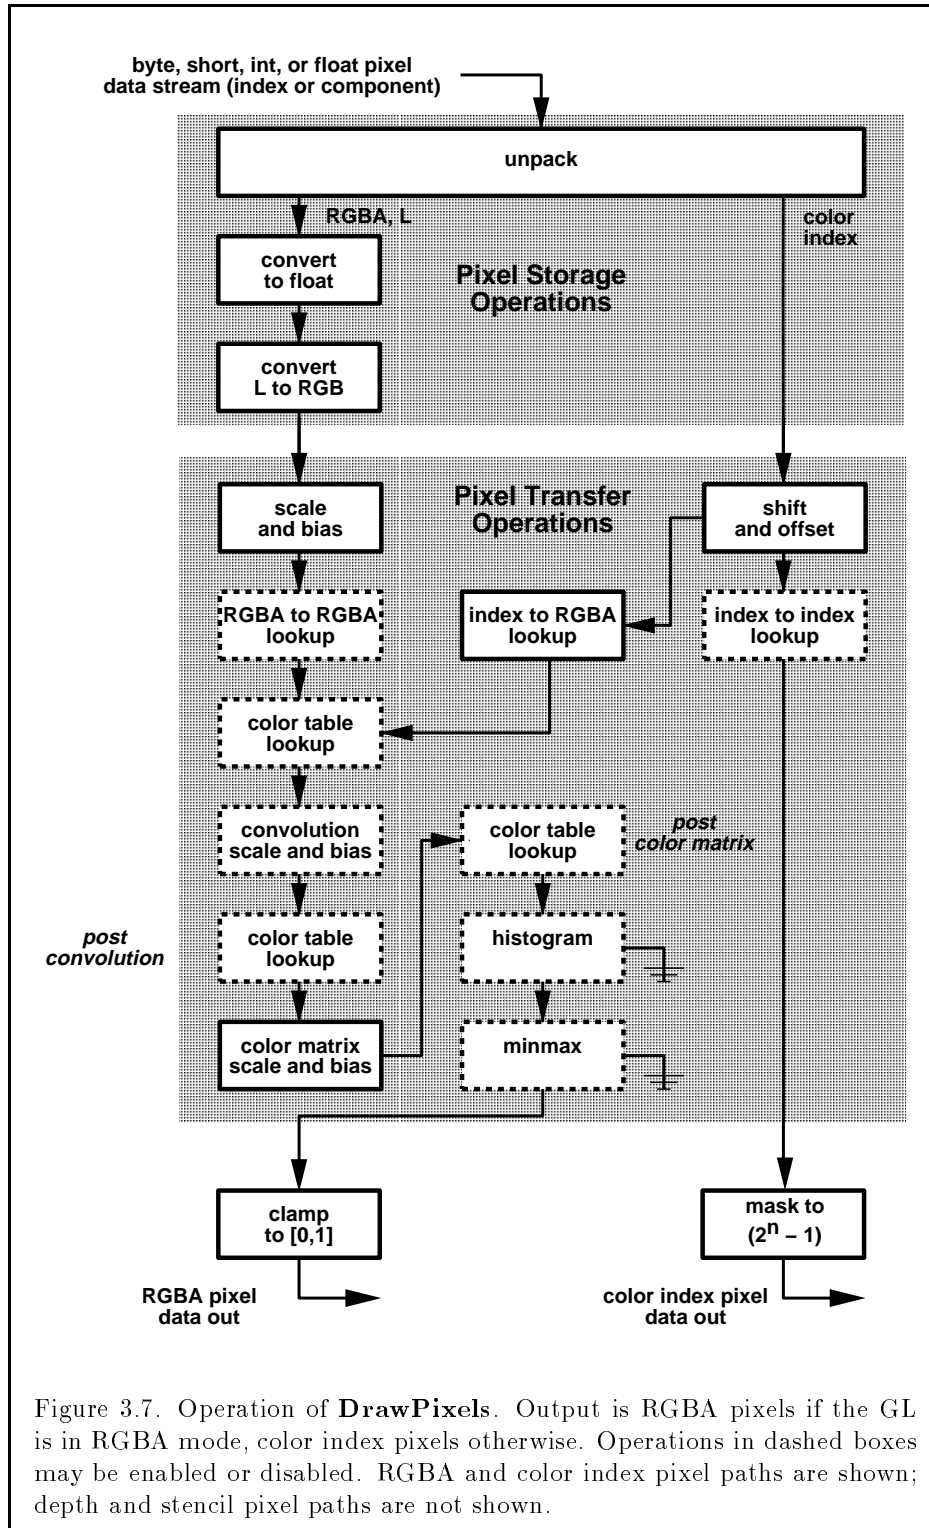 byte, short, int, or float pixel
data stream (index or component)
unpack
RGBA, L
color
index
convert
to float
Pixel Storage
Operations
convert
L to RGB
scale
and bias
Pixel Transfer
Operations
shift
and offset
RGBA to RGBA
lookup
index to RGBA
lookup
index to index
lookup
color table
lookup
convolution
scale and bias
color table
lookup
post
color matrix
post
convolution
color table
lookup
histogram
color matrix
scale and bias
minmax
clamp
to [0,1]
mask to
(2^n − 1)
RGBA pixel
data out
color index pixel
data out
Figure 3.7. Operation of DrawPixels. Output is RGBA pixels if the GL
is in RGBA mode, color index pixels otherwise. Operations in dashed boxes
may be enabled or disabled. RGBA and color index pixel paths are shown;
depth and stencil pixel paths are not shown.